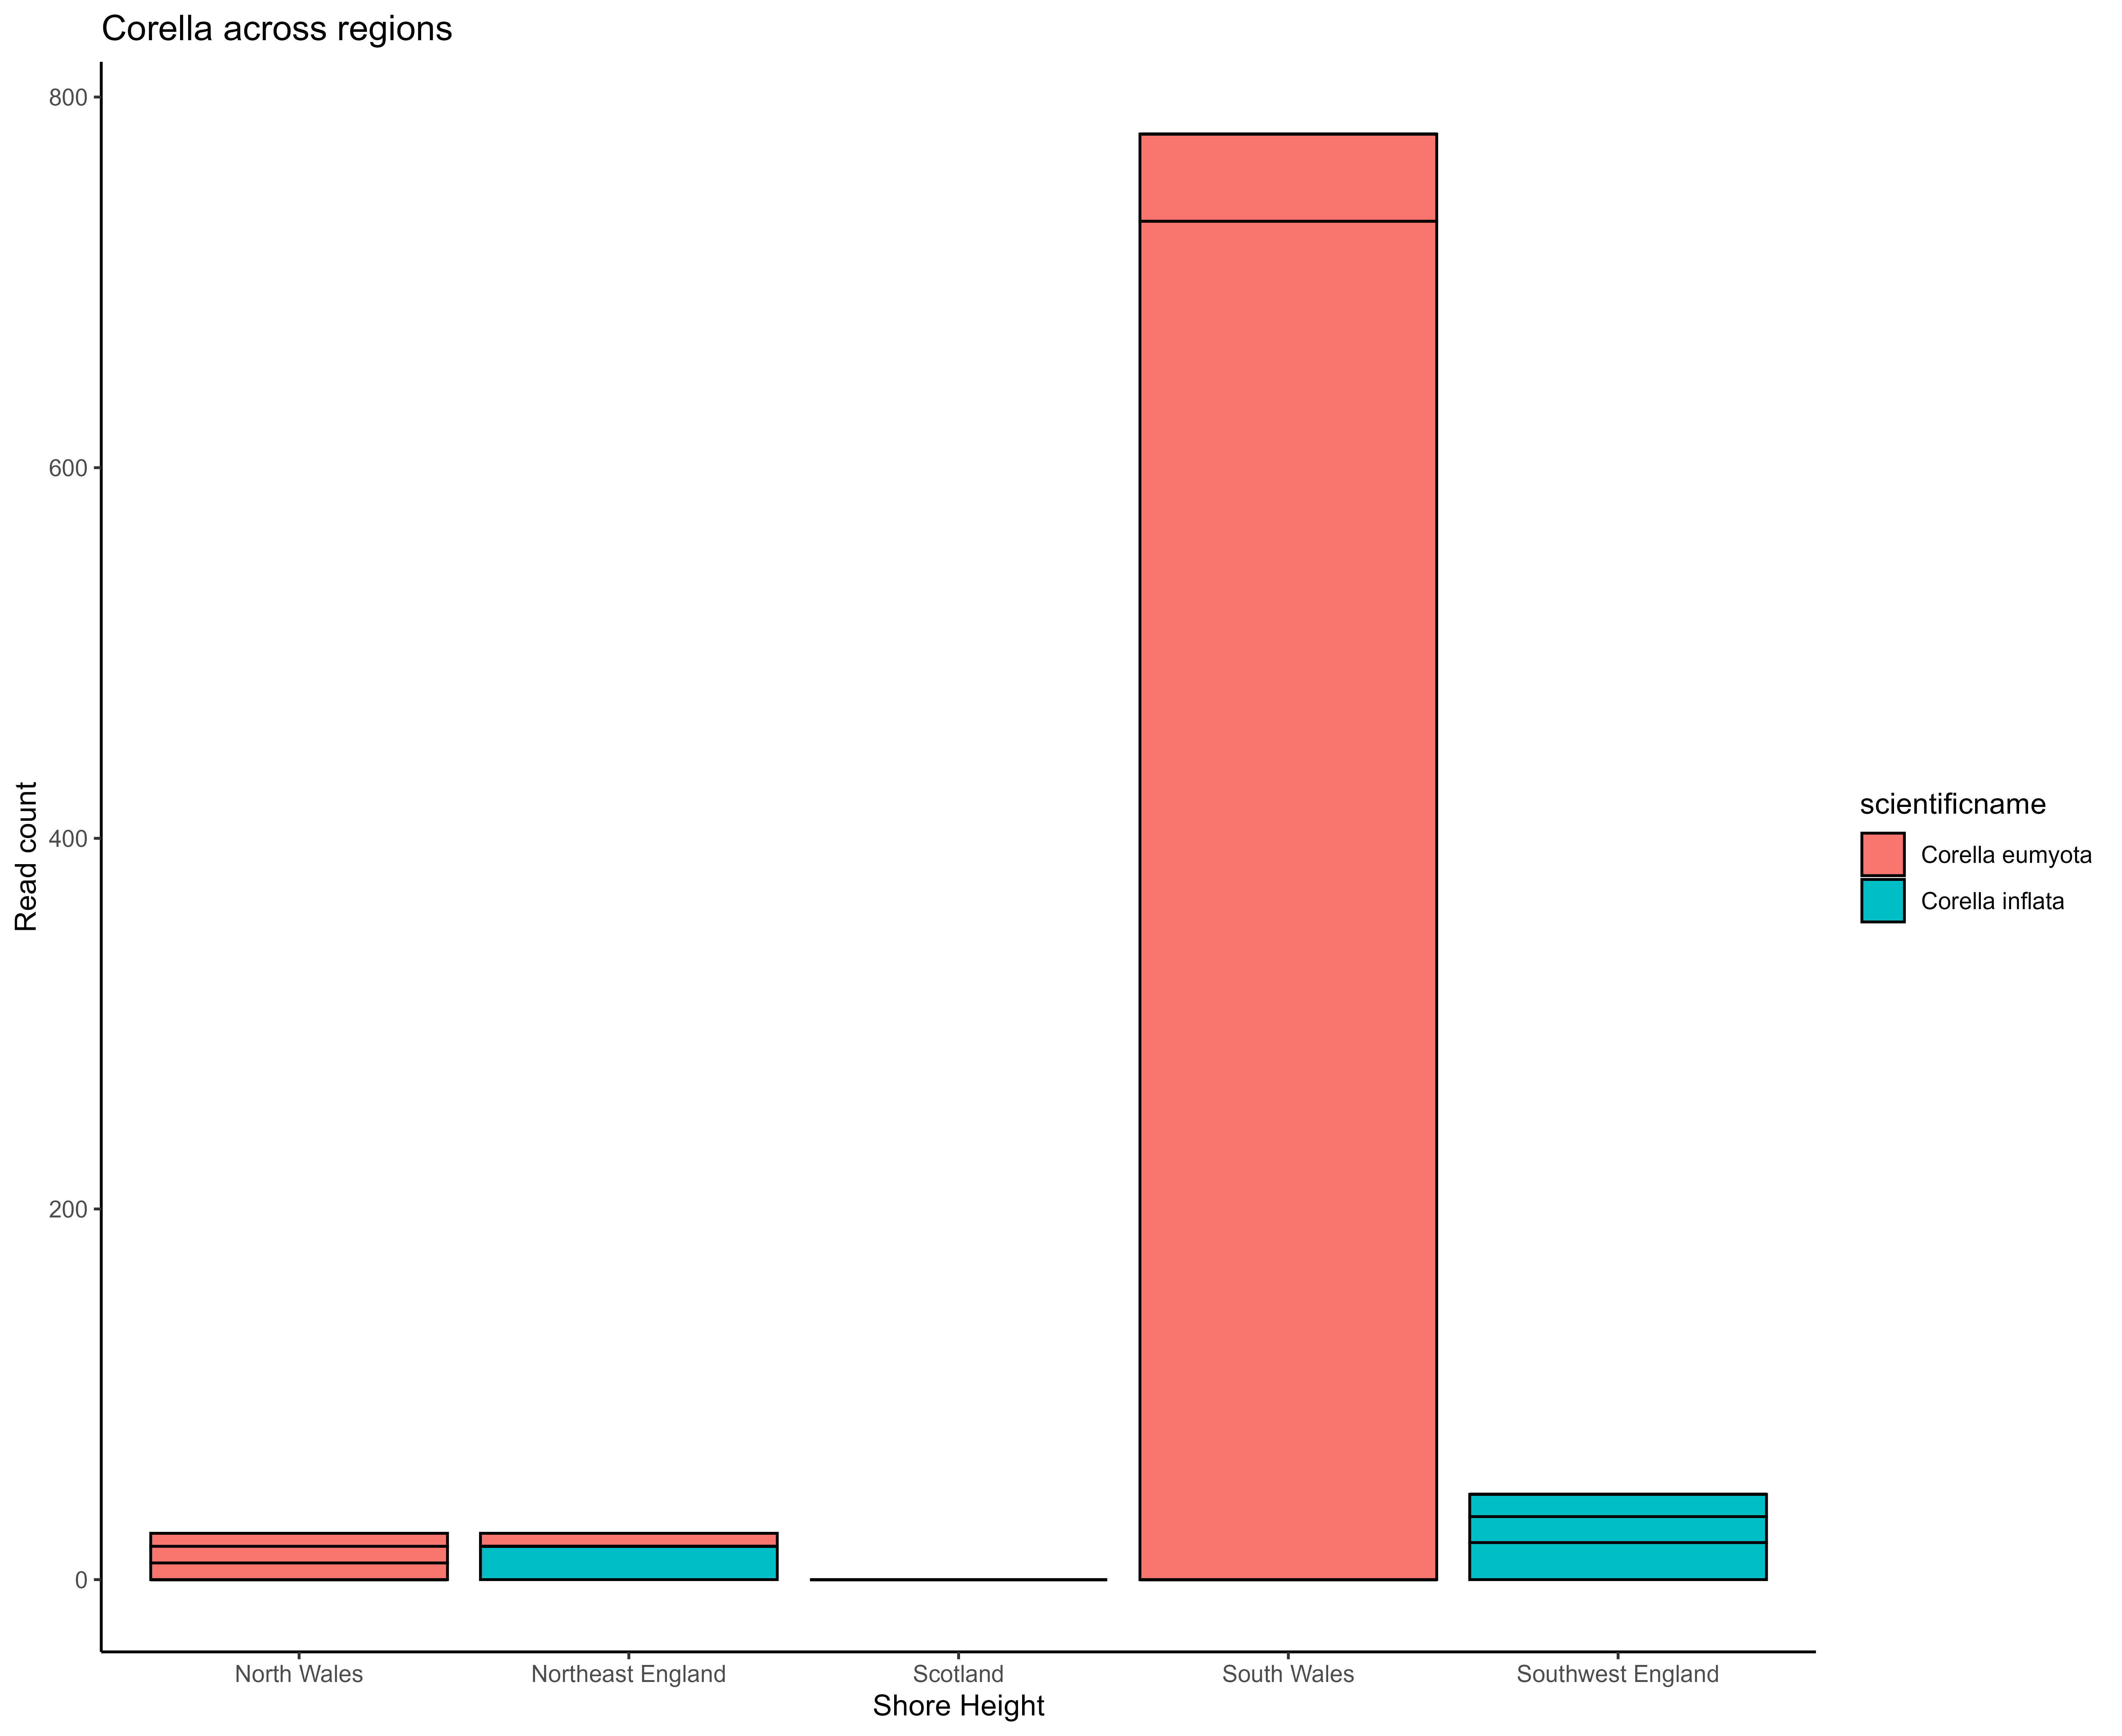 Corella across regions
800
600
400
200
0
Read count
North Wales
Northeast England
Scotland
South Wales
Southwest England
Shore Height
scientificname
Corella eumyota
Corella inflata